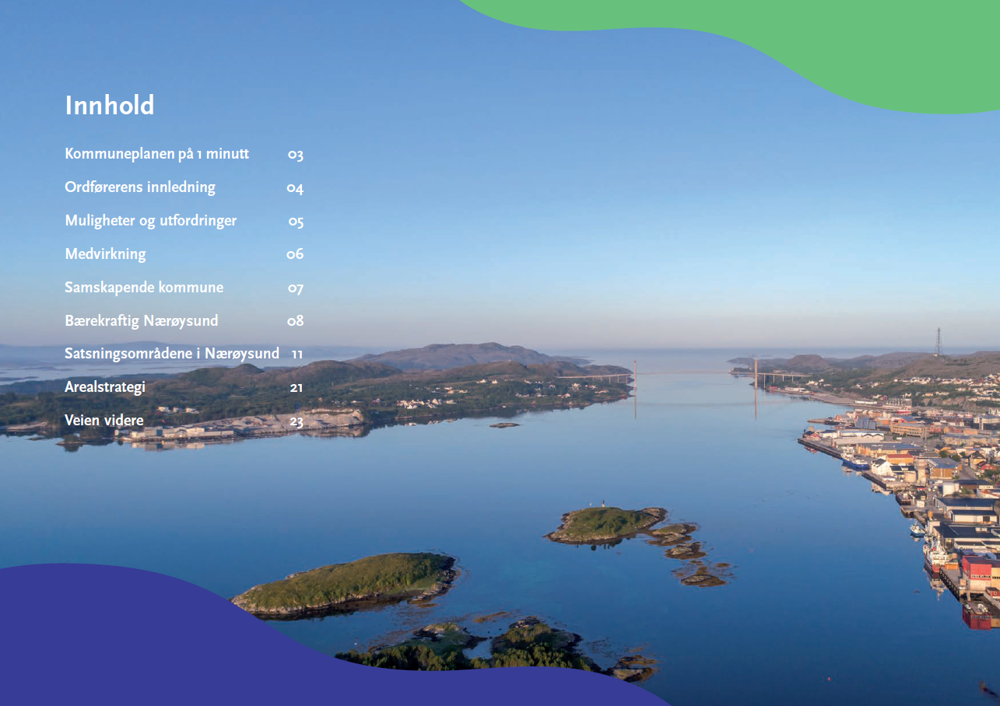 Innhold
Kommuneplanen på 1 minutt 03
Ordførerens innledning 04
Muligheter og utfordringer 05
Medvirkning 06
Samskapende kommune 07
Bærekraftig Nærøysund 08
Satsningsområdene i Nærøysund 11
Arealstrategi 21
Veien videre 23